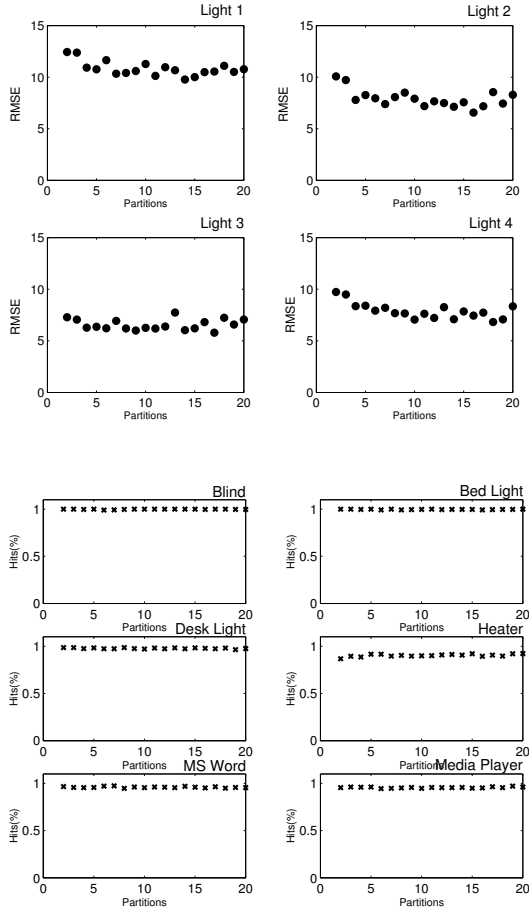 Light 1
Light 2
15
10
5
0
RMSE
0 5 10 15 20
Partitions
15
10
5
0
RMSE
0 5 10 15 20
Partitions
Light 3
Light 4
15
10
5
0
RMSE
0 5 10 15 20
Partitions
15
10
5
0
RMSE
0 5 10 15 20
Partitions
Blind
Bed Light
1
0.5
0
Hits(%)
0 5 10 15 20
Partitions
1
0.5
0
Hits(%)
0 5 10 15 20
Partitions
Desk Light
Heater
1
0.5
0
Hits(%)
0 5 10 15 20
Partitions
1
0.5
0
Hits(%)
0 5 10 15 20
Partitions
MS Word
Media Player
1
0.5
0
Hits(%)
0 5 10 15 20
1
0.5
0
Hits(%)
0 5 10 15 20